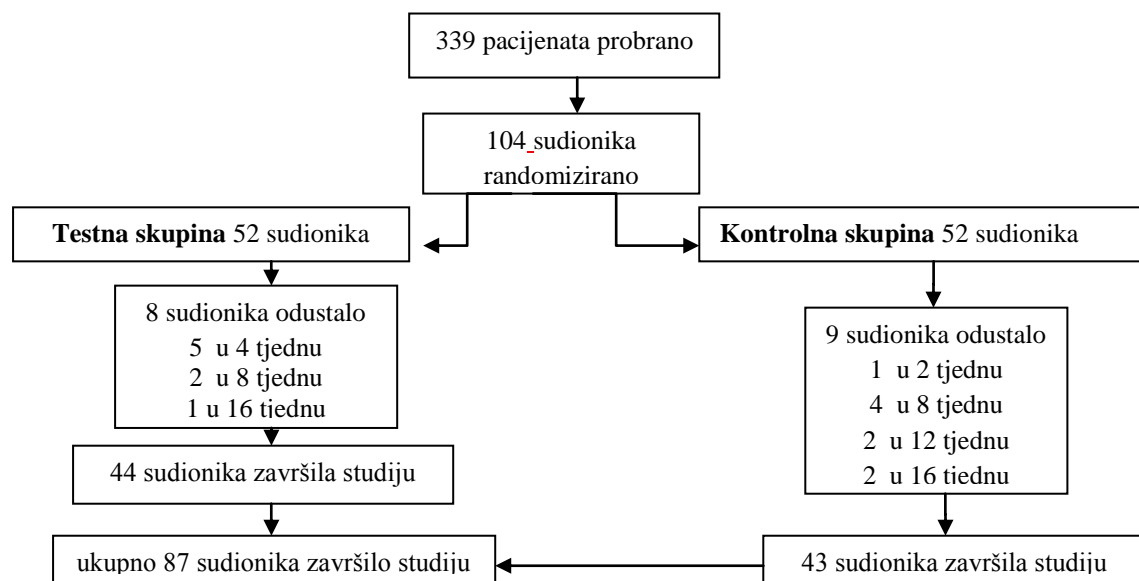 339 pacijenata probrano
104 sudionika
randomizirano
Testna skupina 52 sudionika
Kontrolna skupina 52 sudionika
8 sudionika odustalo
5 u 4 tjednu
2 u 8 tjednu
1 u 16 tjednu
9 sudionika odustalo
1 u 2 tjednu
4 u 8 tjednu
2 u 12 tjednu
2 u 16 tjednu
44 sudionika završila studiju
ukupno 87 sudionika završilo studiju
43 sudionika završila studiju